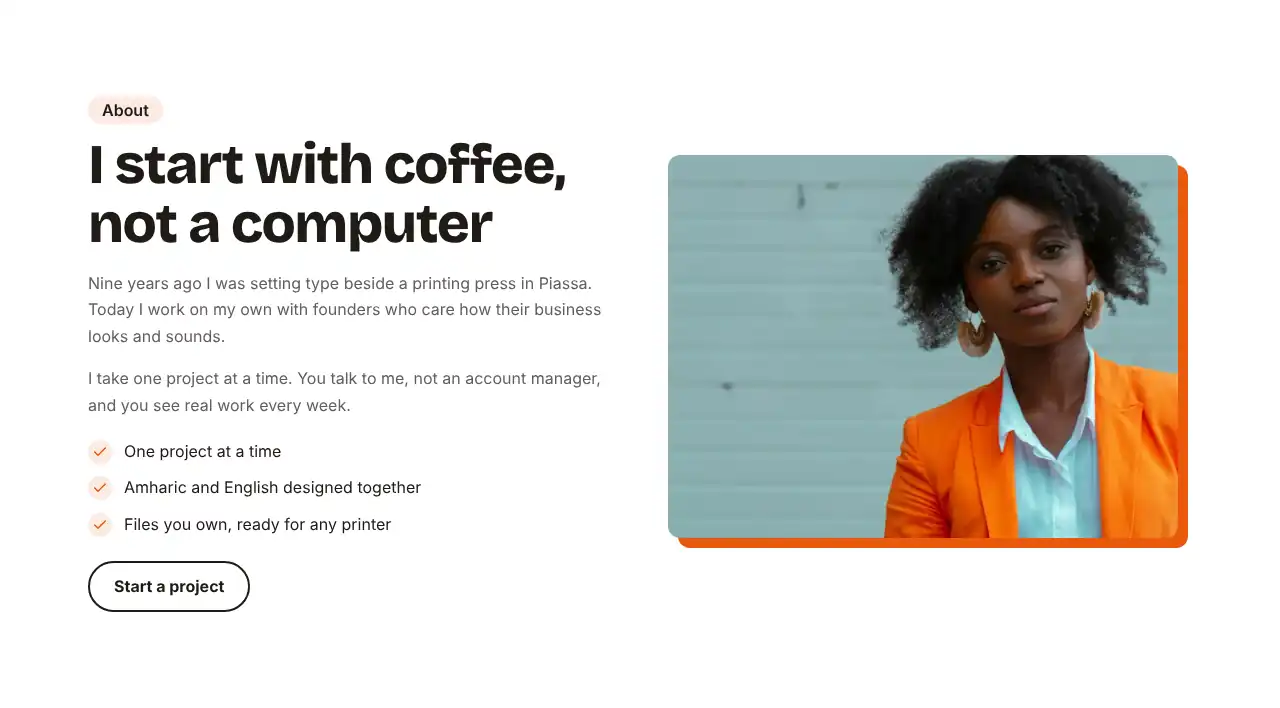 About
I start with coffee,
not a computer
Nine years ago I was setting type beside a printing press in Piassa.
Today I work on my own with founders who care how their business
looks and sounds.
I take one project at a time. You talk to me, not an account manager,
and you see real work every week.
One project at a time
Amharic and English designed together
Files you own, ready for any printer
Start a project